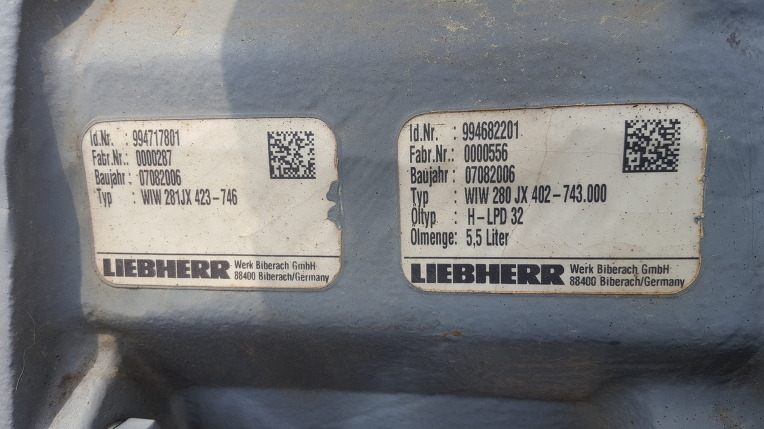 Id.Nr. : 994717801
Fabr.Nr.: 0000287
Baujahr : 07082006
Typ : WIW 281JX 423-746
LIEBHERR Werk Biberach GmbH
88400 Biberach/Germany
Id.Nr. : 994682201
Fabr.Nr.: 0000556
Baujahr : 07082006
Typ : WIW 280 JX 402-743.000
Öltyp : H-LPD 32
Ölmenge: 5,5 Liter
LIEBHERR Werk Biberach GmbH
88400 Biberach/Germany